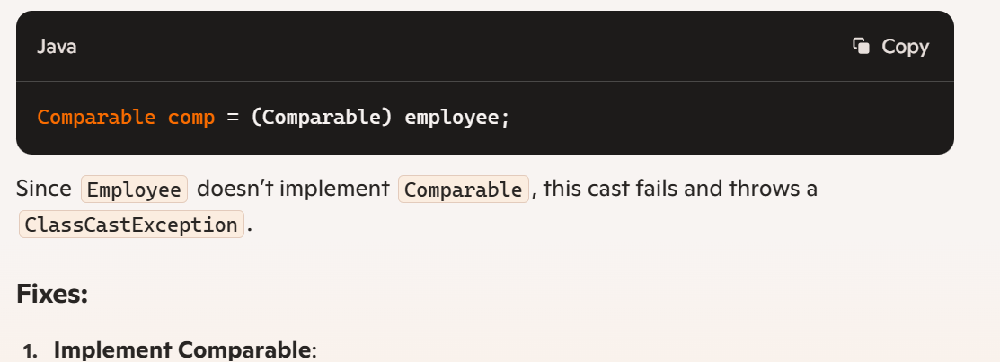 Java
Copy
Comparable comp = (Comparable) employee;
Since Employee doesn’t implement Comparable, this cast fails and throws a
ClassCastException.
Fixes:
1. Implement Comparable: